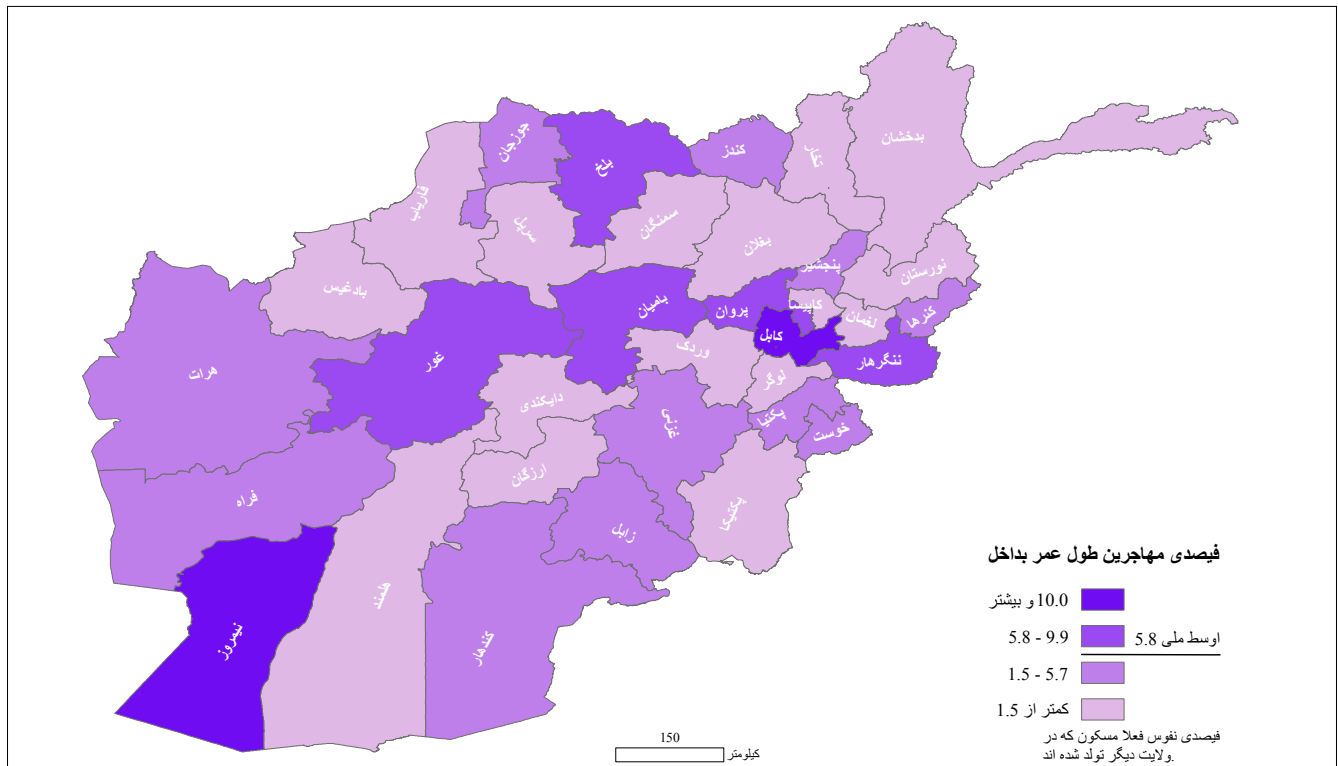 بدخشان
جوزجان
بلخ
کندز
تخار
فاریاب
سرپل
سمنگان
بغلان
پنجشیر
نورستان
بادغیس
بامیان
پروان
کاپیسا
لغمان
کنرها
کابل
ننگرهار
هرات
غور
وردک
لوگر
دایکندی
غزنی
پکتیا
خوست
ارزگان
پکتیکا
فراه
زابل
هلمند
نیمروز
کندهار
فیصدی مهاجرین طول عمر بداخل
10.0 و بیشتر
5.8 - 9.9
اوسط ملی 5.8
1.5 - 5.7
کمتر از 1.5
فیصدی نفوس فعلا مسکون که در
ولایت دیگر تولد شده اند.
150
کیلومتر